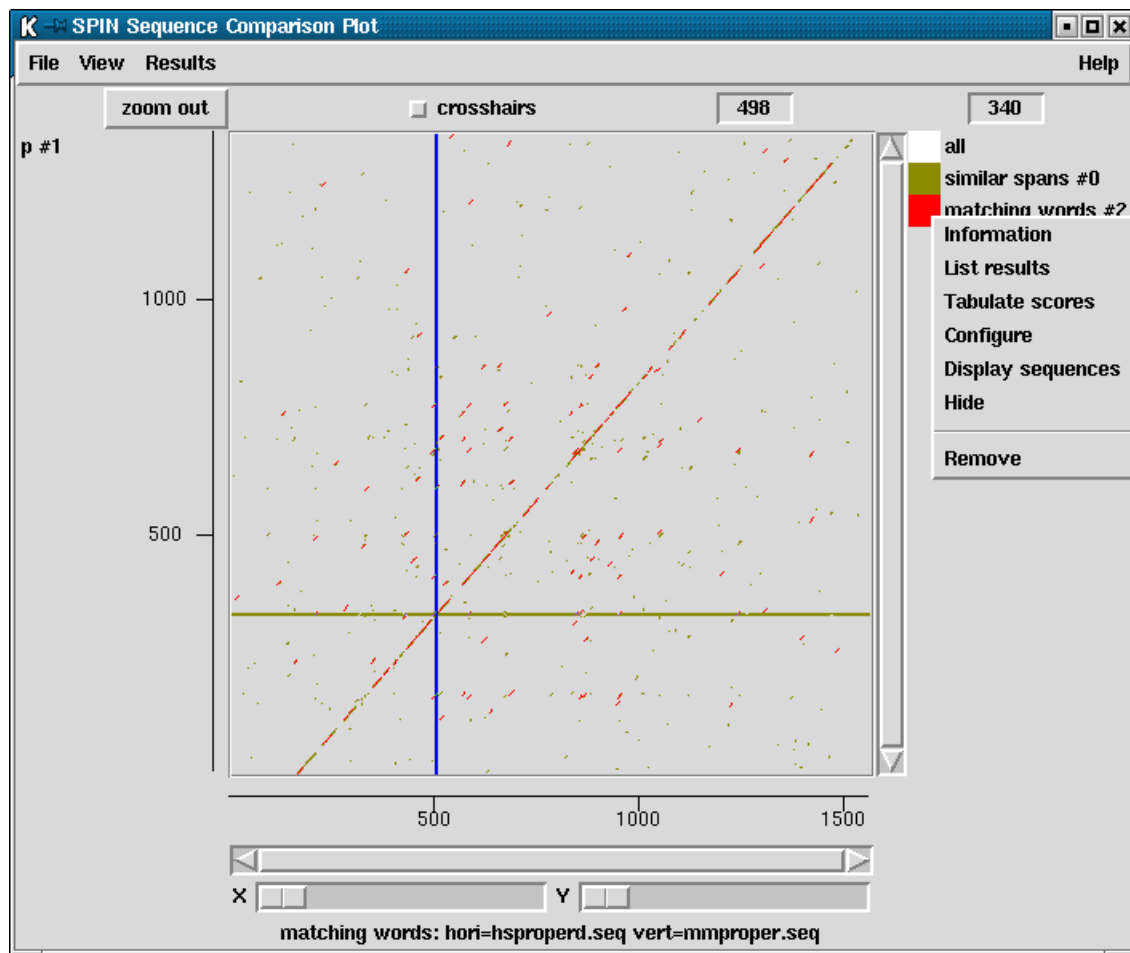 SPIN Sequence Comparison Plot
File View Results Help
zoom out crosshairs 498 340
p #1
all
similar spans #0
matching words #2
Information
List results
Tabulate scores
Configure
Display sequences
Hide
Remove
1000
500
500 1000 1500
X Y
matching words: hori=hsproperd.seq vert=mmproper.seq